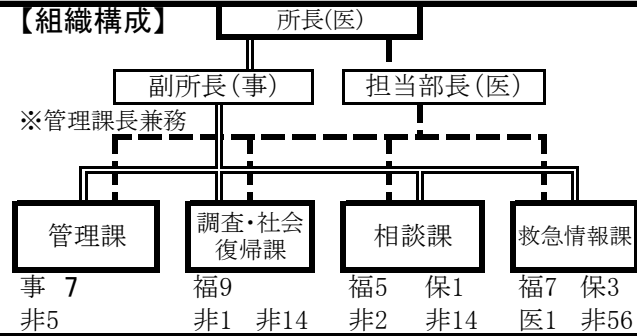 【組織構成】
所長(医)
副所長(事)
担当部長(医)
※管理課長兼務
管理課
調査・社会
復帰課
相談課
救急情報課
事 7
福9
福5 保1
福7 保3
非5
非1 非14
非2 非14
医1 非56